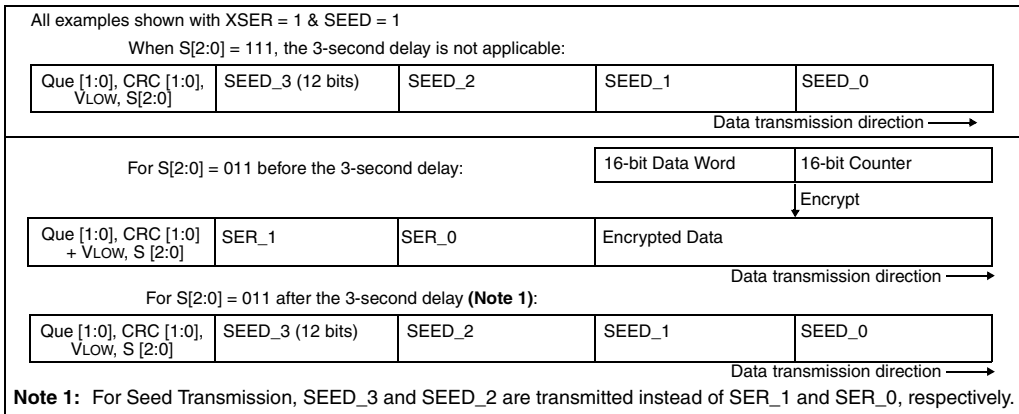 All examples shown with XSER = 1 & SEED = 1
When S[2:0] = 111, the 3-second delay is not applicable:
Que [1:0], CRC [1:0],
VLOW, S[2:0]
SEED_3 (12 bits)
SEED_2
SEED_1
SEED_0
Data transmission direction
For S[2:0] = 011 before the 3-second delay:
16-bit Data Word
16-bit Counter
Encrypt
Que [1:0], CRC [1:0]
+ VLOW, S [2:0]
SER_1
SER_0
Encrypted Data
Data transmission direction
For S[2:0] = 011 after the 3-second delay (Note 1):
Que [1:0], CRC [1:0],
VLOW, S [2:0]
SEED_3 (12 bits)
SEED_2
SEED_1
SEED_0
Data transmission direction
Note 1: For Seed Transmission, SEED_3 and SEED_2 are transmitted instead of SER_1 and SER_0, respectively.